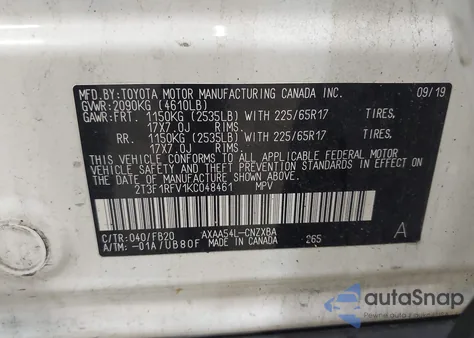 MFD.BY:TOYOTA MOTOR MANUFACTURING CANADA INC. 09/19
GVWR:2090KG (4610LB)
GAWR:FRT. 1150KG (2535LB) WITH 225/65R17 TIRES,
17X7.0J RIMS.
RR. 1150KG (2535LB) WITH 225/65R17 TIRES,
17X7.0J RIMS.
THIS VEHICLE CONFORMS TO ALL APPLICABLE FEDERAL MOTOR
VEHICLE SAFETY AND THEFT PREVENTION STANDARDS IN EFFECT
ON THE DATE OF MANUFACTURE SHOWN ABOVE.
2T3F1RFV1KC048461 MPV
C/TR:040/FB20 AXAA54L-CNZXBA
A/TM:-01A/UB80F MADE IN CANADA 265 A
autoSnap
Powered by